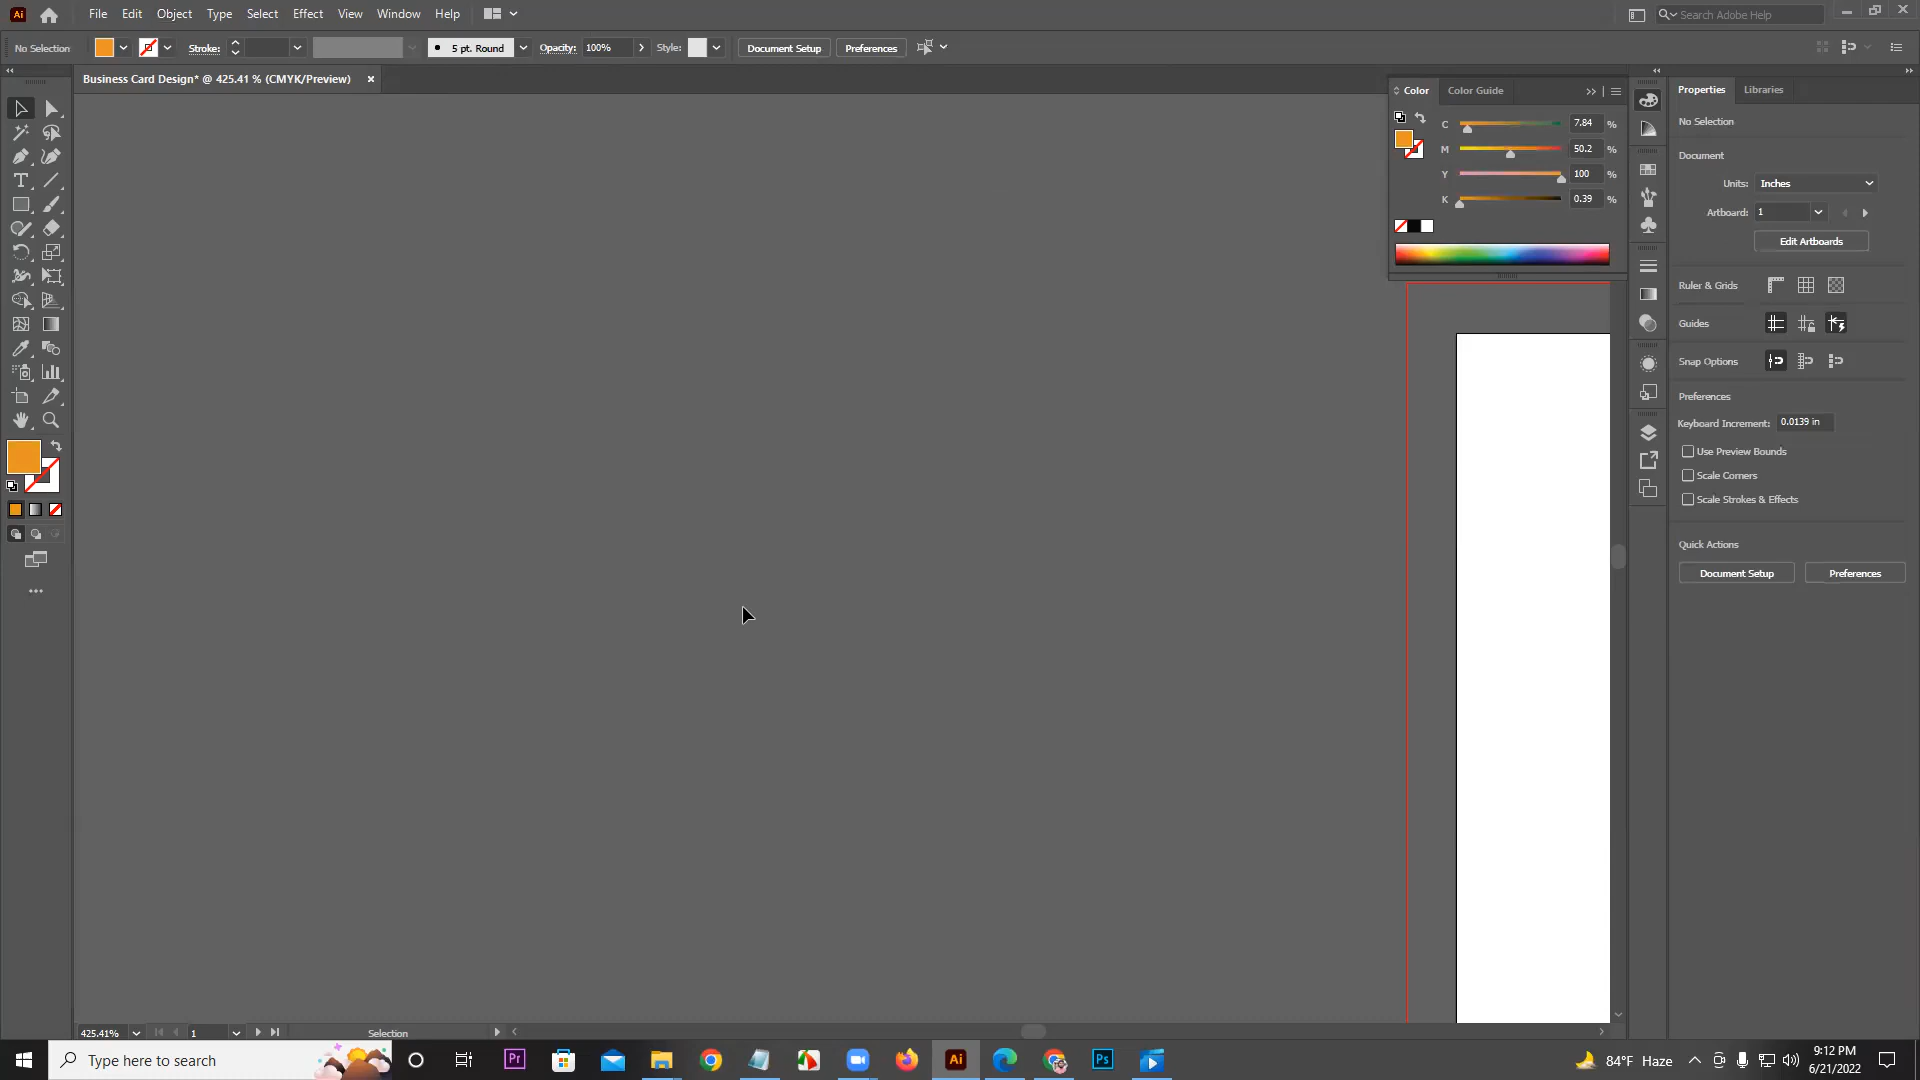 Ai File Edit Object Type Select Effect View Window Help Search Adobe Help
No Selection Stroke: 5 pt. Round Opacity: 100% Style: Document Setup Preferences
Business Card Design* @ 425.41 % (CMYK/Preview)
Color Color Guide
C 7.84 %
M 50.2 %
Y 100 %
K 0.39 %
Properties Libraries
No Selection
Document
Units: Inches
Artboard: 1
Edit Artboards
Ruler & Grids
Guides
Snap Options
Preferences
Keyboard Increment: 0.0139 in
Use Preview Bounds
Scale Corners
Scale Strokes & Effects
Quick Actions
Document Setup Preferences
T
425.41% 1 Selection
Type here to search Pr Ai Ps 84°F Haze 9:12 PM
6/21/2022